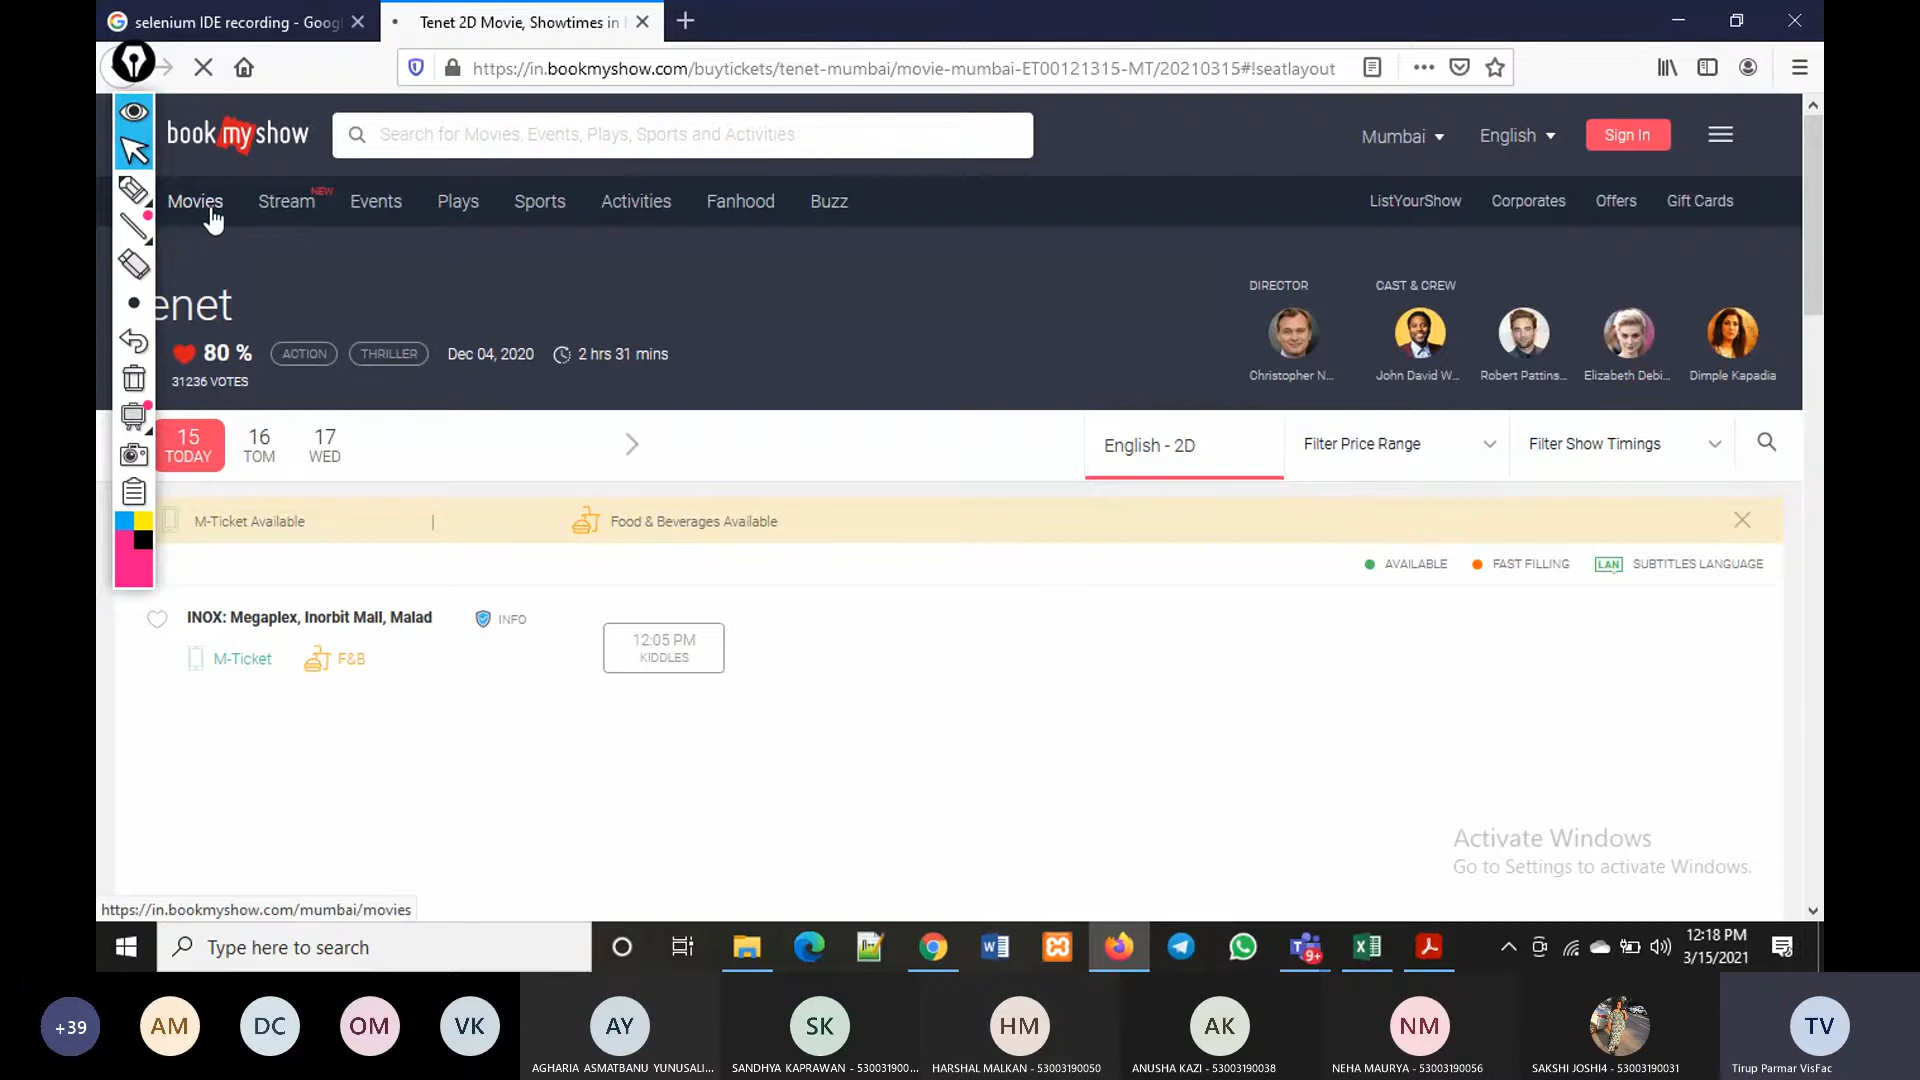 selenium IDE recording - Goog
Tenet 2D Movie, Showtimes in
https://in.bookmyshow.com/buytickets/tenet-mumbai/movie-mumbai-ET00121315-MT/20210315#!seatlayout
book my show
Search for Movies, Events, Plays, Sports and Activities
Mumbai
English
Sign In
Movies
Stream
NEW
Events
Plays
Sports
Activities
Fanhood
Buzz
ListYourShow
Corporates
Offers
Gift Cards
enet
80 %
ACTION
THRILLER
Dec 04, 2020
2 hrs 31 mins
31236 VOTES
DIRECTOR
CAST & CREW
Christopher N...
John David W...
Robert Pattins...
Elizabeth Debi...
Dimple Kapadia
15
TODAY
16
TOM
17
WED
English - 2D
Filter Price Range
Filter Show Timings
M-Ticket Available
|
Food & Beverages Available
AVAILABLE
FAST FILLING
LAN
SUBTITLES LANGUAGE
INOX: Megaplex, Inorbit Mall, Malad
INFO
M-Ticket
F&B
12:05 PM
KIDDLES
Activate Windows
Go to Settings to activate Windows.
https://in.bookmyshow.com/mumbai/movies
Type here to search
9+
12:18 PM
3/15/2021
+39
AM
DC
OM
VK
AY
AGHARIA ASMATBANU YUNUSALI...
SK
SANDHYA KAPRAWAN - 53003190...
HM
HARSHAL MALKAN - 53003190050
AK
ANUSHA KAZI - 53003190038
NM
NEHA MAURYA - 53003190056
SAKSHI JOSHI4 - 53003190031
TV
Tirup Parmar VisFac